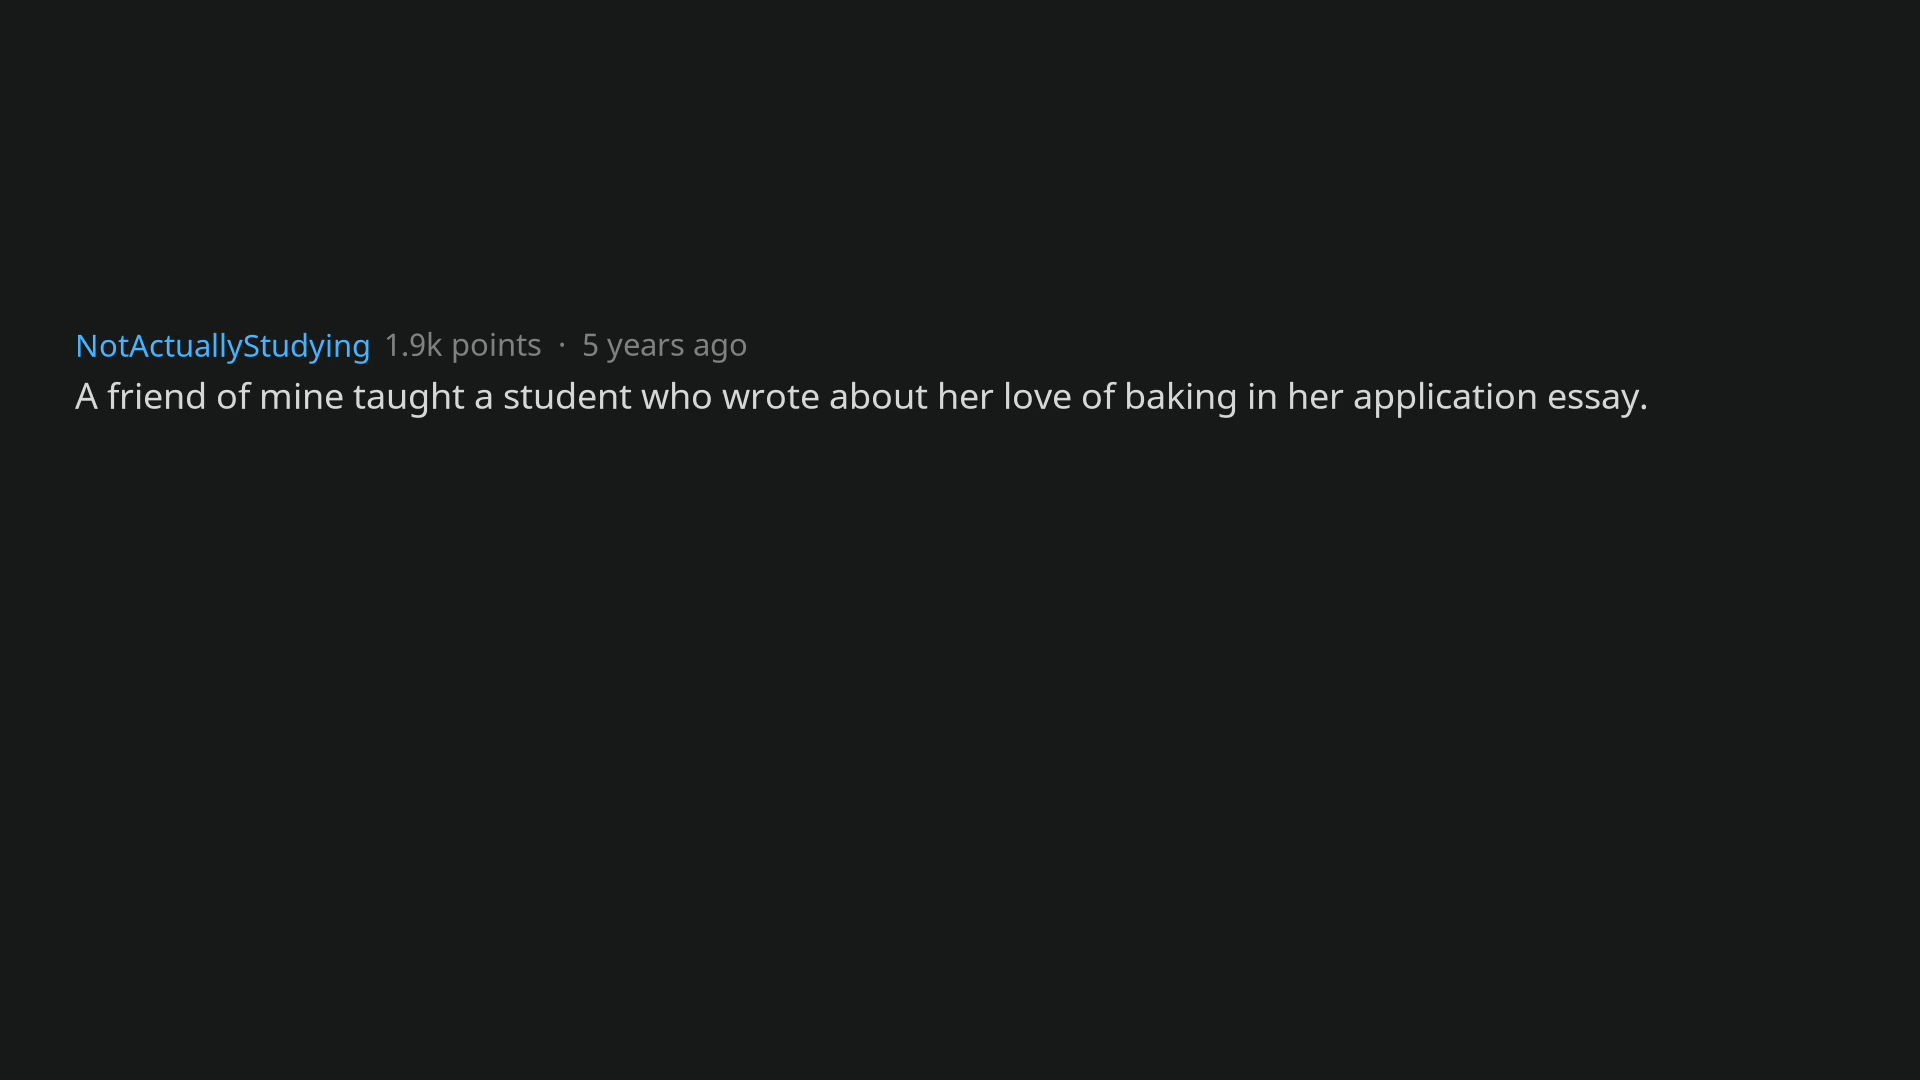 NotActuallyStudying 1.9k points · 5 years ago
A friend of mine taught a student who wrote about her love of baking in her application essay.